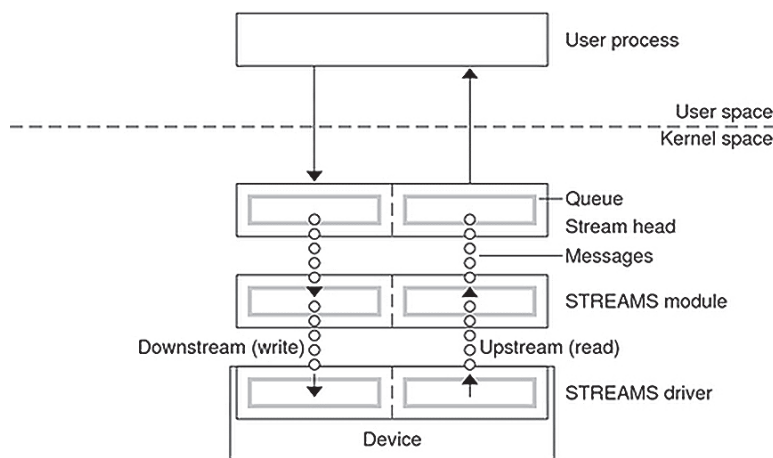 User process
User space
Kernel space
Queue
Stream head
Messages
STREAMS module
Downstream (write)
Upstream (read)
STREAMS driver
Device